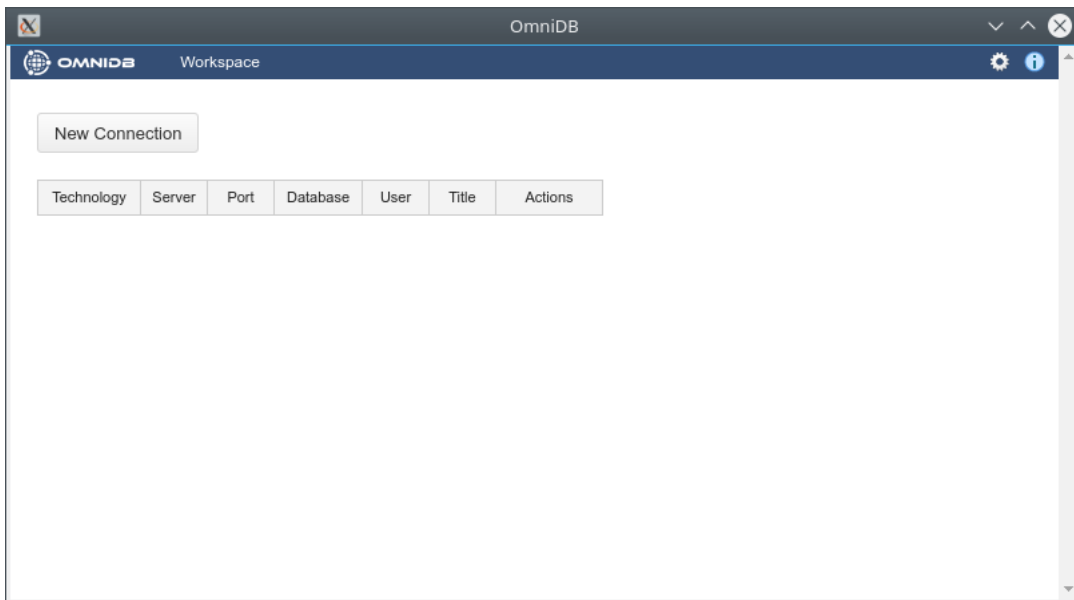 OmniDB
OMNIDB Workspace
New Connection
Technology Server Port Database User Title Actions